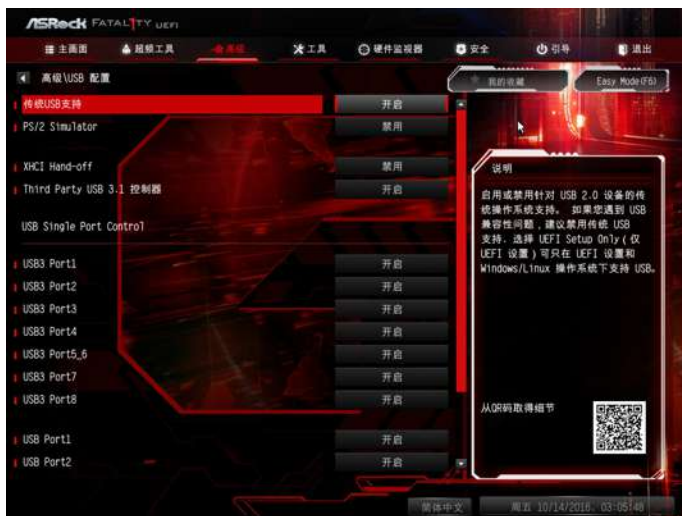 ASRock FATAL1TY UEFI
主画面 超频工具 高级 工具 硬件监视器 安全 引导 退出
高级\USB 配置
我的收藏 Easy Mode(F6)
传统USB支持 开启
PS/2 Simulator 禁用
XHCI Hand-off 禁用
Third Party USB 3.1 控制器 开启
USB Single Port Control
USB3 Port1 开启
USB3 Port2 开启
USB3 Port3 开启
USB3 Port4 开启
USB3 Port5_6 开启
USB3 Port7 开启
USB3 Port8 开启
USB Port1 开启
USB Port2 开启
说明
启用或禁用针对 USB 2.0 设备的传
统操作系统支持。 如果您遇到 USB
兼容性问题，建议禁用传统 USB
支持. 选择 UEFI Setup Only（仅
UEFI 设置）可只在 UEFI 设置和
Windows/Linux 操作系统下支持 USB。
从QR码取得细节
简体中文 周五 10/14/2016. 03:05:48